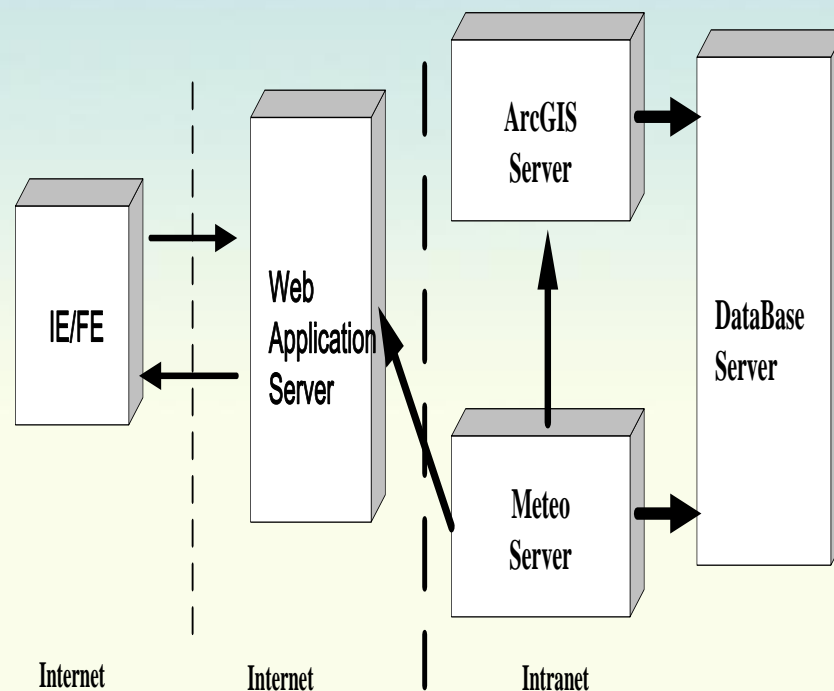 IE/FE
Web
Application
Server
ArcGIS
Server
Meteo
Server
DataBase
Server
Internet
Internet
Intranet